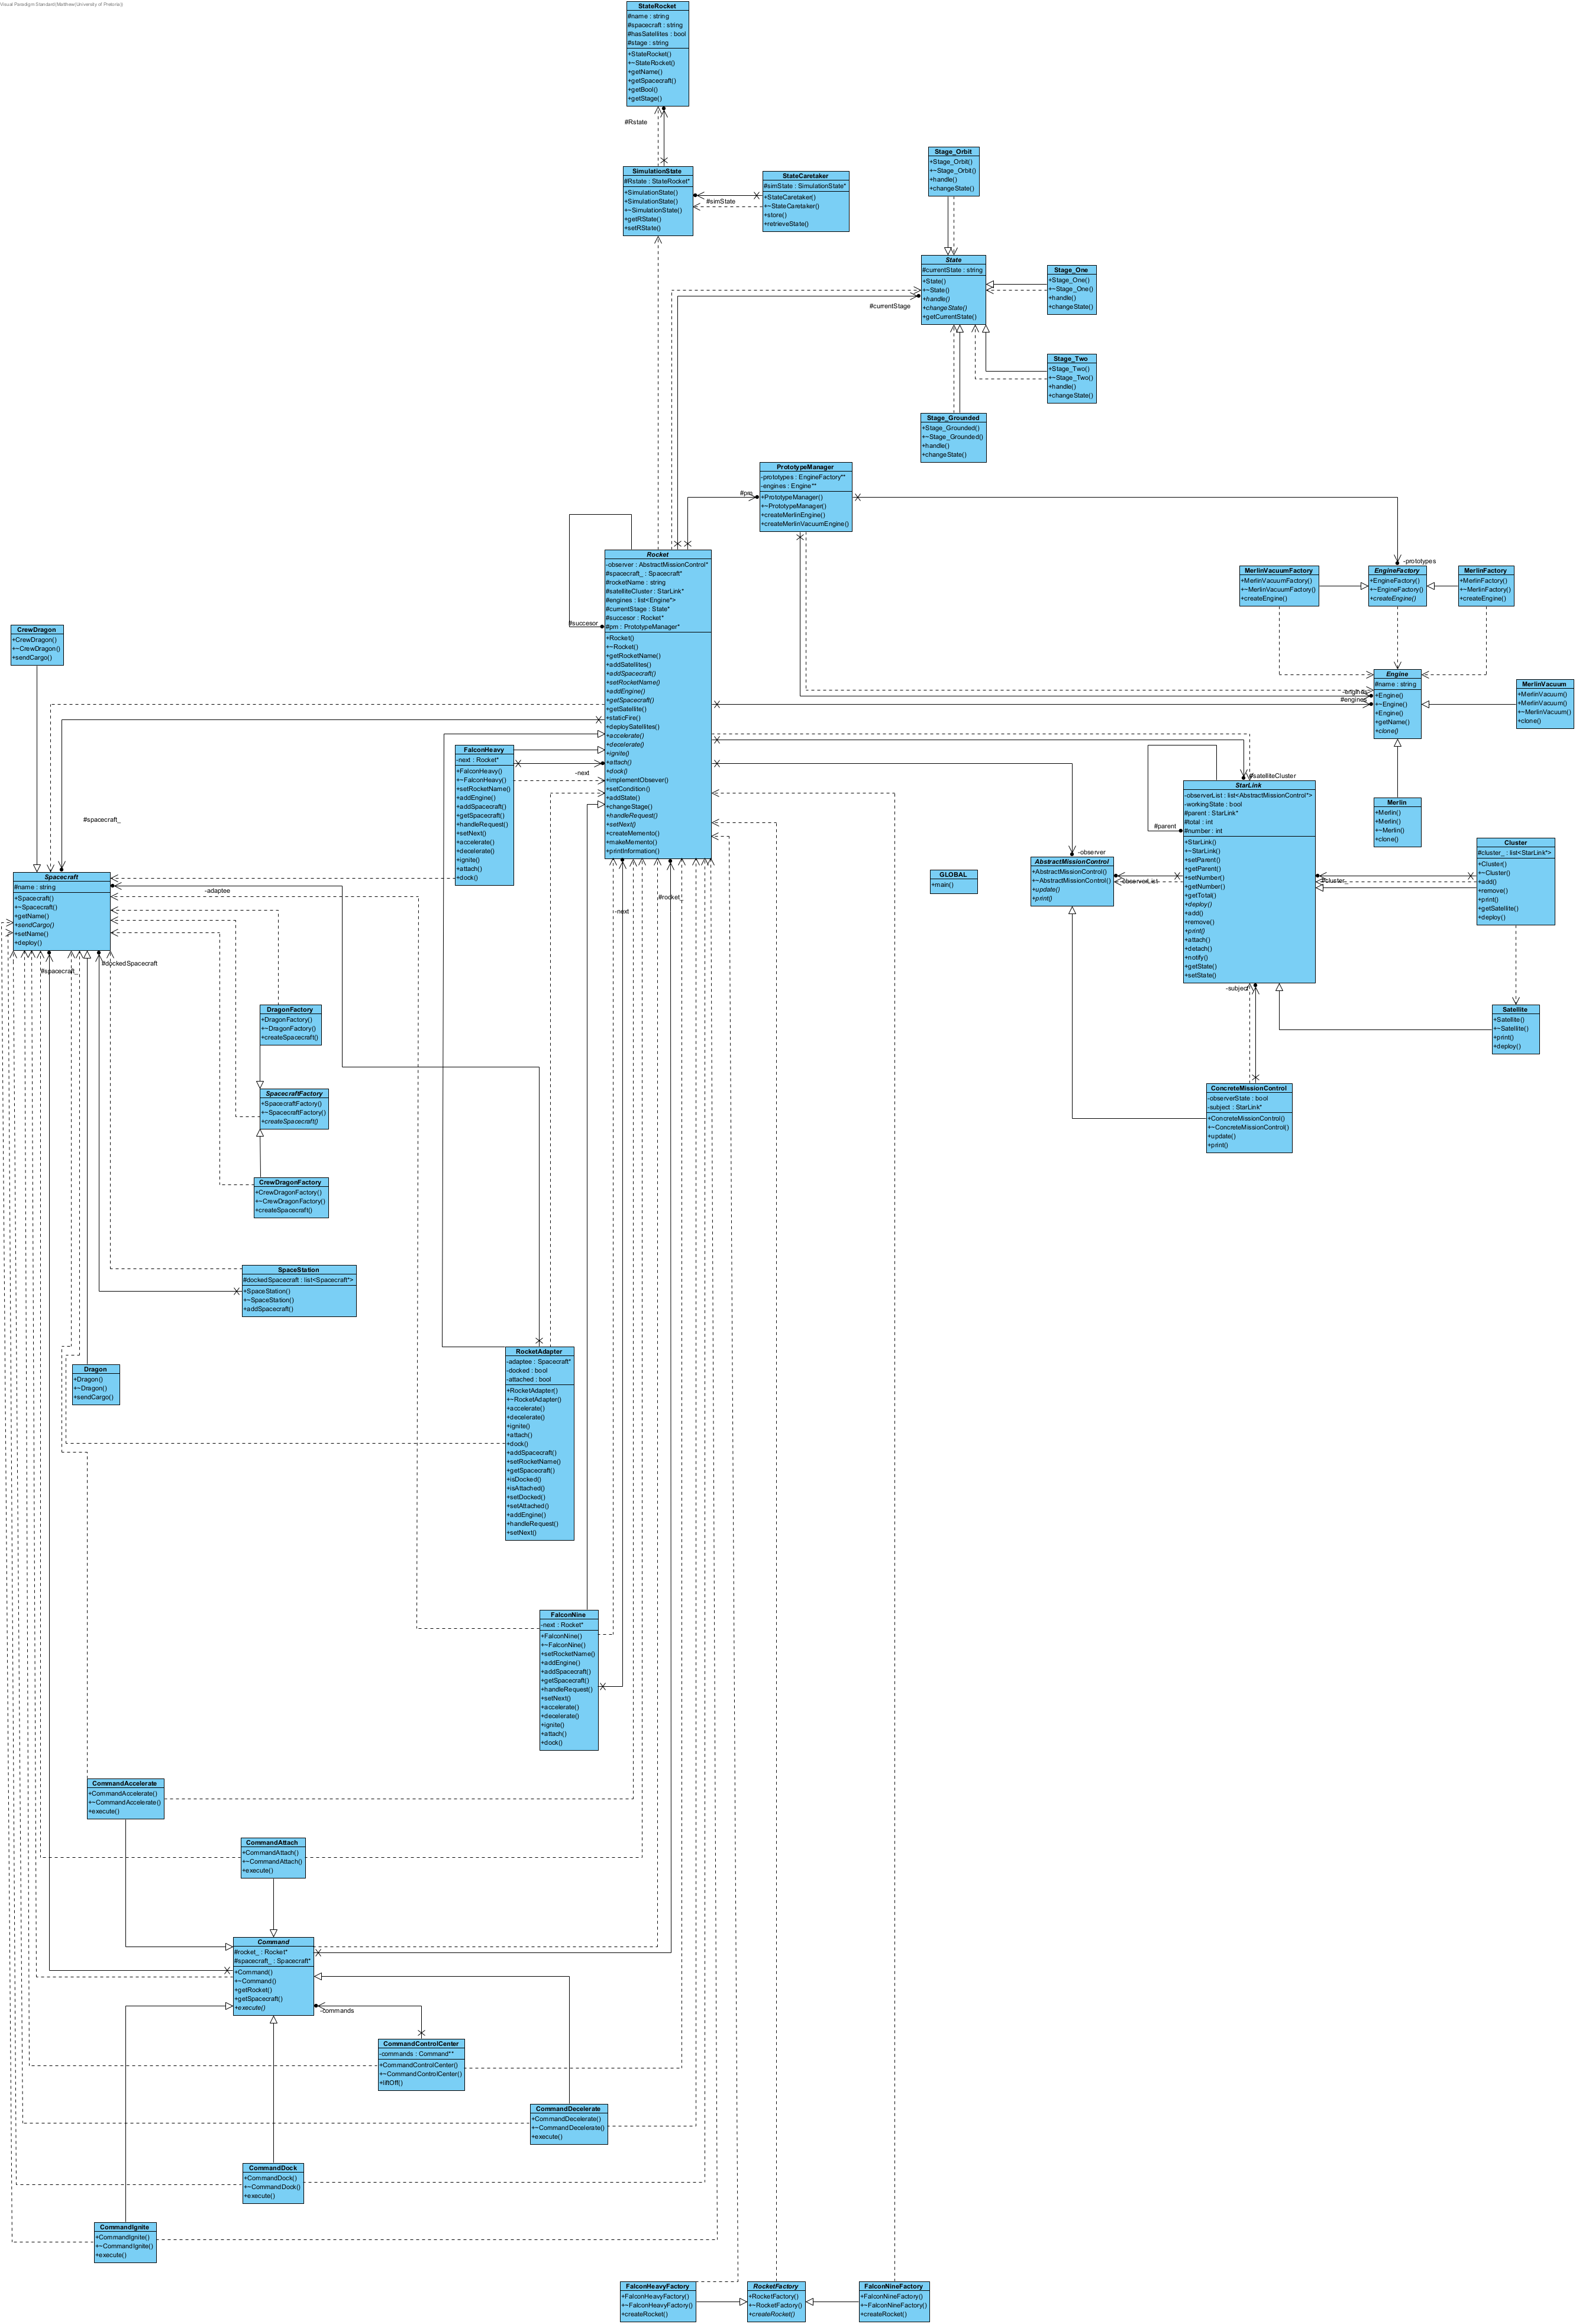 Visual Paradigm Standard(Matthew(University of Pretoria))
StateRocket
#name : string
#spacecraft : string
#hasSatellites : bool
#stage : string
+StateRocket()
+~StateRocket()
+getName()
+getSpacecraft()
+getBool()
+getStage()
#Rstate
SimulationState
#Rstate : StateRocket*
+SimulationState()
+SimulationState()
+~SimulationState()
+getRState()
+setRState()
#simState
StateCaretaker
#simState : SimulationState*
+StateCaretaker()
+~StateCaretaker()
+store()
+retrieveState()
Stage_Orbit
+Stage_Orbit()
+~Stage_Orbit()
+handle()
+changeState()
State
#currentState : string
+State()
+~State()
+handle()
+changeState()
+getCurrentState()
#currentStage
Stage_One
+Stage_One()
+~Stage_One()
+handle()
+changeState()
Stage_Two
+Stage_Two()
+~Stage_Two()
+handle()
+changeState()
Stage_Grounded
+Stage_Grounded()
+~Stage_Grounded()
+handle()
+changeState()
PrototypeManager
-prototypes : EngineFactory**
-engines : Engine**
+PrototypeManager()
+~PrototypeManager()
+createMerlinEngine()
+createMerlinVacuumEngine()
#pm
-prototypes
Rocket
-observer : AbstractMissionControl*
#spacecraft_ : Spacecraft*
#rocketName : string
#satelliteCluster : StarLink*
#engines : list<Engine*>
#currentStage : State*
#succesor : Rocket*
#pm : PrototypeManager*
+Rocket()
+~Rocket()
+getRocketName()
+addSatellites()
+addSpacecraft()
+setRocketName()
+addEngine()
+getSpacecraft()
+getSatellite()
+staticFire()
+deploySatellites()
+accelerate()
+decelerate()
+ignite()
+attach()
+dock()
+implementObsever()
+setCondition()
+addState()
+changeStage()
+handleRequest()
+setNext()
+createMemento()
+makeMemento()
+printInformation()
#succesor
MerlinVacuumFactory
+MerlinVacuumFactory()
+~MerlinVacuumFactory()
+createEngine()
EngineFactory
+EngineFactory()
+~EngineFactory()
+createEngine()
MerlinFactory
+MerlinFactory()
+~MerlinFactory()
+createEngine()
CrewDragon
+CrewDragon()
+~CrewDragon()
+sendCargo()
Engine
#name : string
+Engine()
+~Engine()
+Engine()
+getName()
+clone()
-engines
#engines
MerlinVacuum
+MerlinVacuum()
+MerlinVacuum()
+~MerlinVacuum()
+clone()
Merlin
+Merlin()
+Merlin()
+~Merlin()
+clone()
FalconHeavy
-next : Rocket*
+FalconHeavy()
+~FalconHeavy()
+setRocketName()
+addEngine()
+addSpacecraft()
+getSpacecraft()
+handleRequest()
+setNext()
+accelerate()
+decelerate()
+ignite()
+attach()
+dock()
-next
#satelliteCluster
StarLink
-observerList : list<AbstractMissionControl*>
-workingState : bool
#parent : StarLink*
#total : int
#number : int
+StarLink()
+~StarLink()
+setParent()
+getParent()
+setNumber()
+getNumber()
+getTotal()
+deploy()
+add()
+remove()
+print()
+attach()
+detach()
+notify()
+getState()
+setState()
#parent
#spacecraft_
-observer
AbstractMissionControl
+AbstractMissionControl()
+~AbstractMissionControl()
+update()
+print()
-observerList
#cluster_
Cluster
#cluster_ : list<StarLink*>
+Cluster()
+~Cluster()
+add()
+remove()
+print()
+getSatellite()
+deploy()
GLOBAL
+main()
Spacecraft
#name : string
+Spacecraft()
+~Spacecraft()
+getName()
+sendCargo()
+setName()
+deploy()
-adaptee
-next
#rocket_
#spacecraft_
#dockedSpacecraft
-subject
Satellite
+Satellite()
+~Satellite()
+print()
+deploy()
DragonFactory
+DragonFactory()
+~DragonFactory()
+createSpacecraft()
SpacecraftFactory
+SpacecraftFactory()
+~SpacecraftFactory()
+createSpacecraft()
ConcreteMissionControl
-observerState : bool
-subject : StarLink*
+ConcreteMissionControl()
+~ConcreteMissionControl()
+update()
+print()
CrewDragonFactory
+CrewDragonFactory()
+~CrewDragonFactory()
+createSpacecraft()
SpaceStation
#dockedSpacecraft : list<Spacecraft*>
+SpaceStation()
+~SpaceStation()
+addSpacecraft()
Dragon
+Dragon()
+~Dragon()
+sendCargo()
RocketAdapter
-adaptee : Spacecraft*
-docked : bool
-attached : bool
+RocketAdapter()
+~RocketAdapter()
+accelerate()
+decelerate()
+ignite()
+attach()
+dock()
+addSpacecraft()
+setRocketName()
+getSpacecraft()
+isDocked()
+isAttached()
+setDocked()
+setAttached()
+addEngine()
+handleRequest()
+setNext()
FalconNine
-next : Rocket*
+FalconNine()
+~FalconNine()
+setRocketName()
+addEngine()
+addSpacecraft()
+getSpacecraft()
+handleRequest()
+setNext()
+accelerate()
+decelerate()
+ignite()
+attach()
+dock()
CommandAccelerate
+CommandAccelerate()
+~CommandAccelerate()
+execute()
CommandAttach
+CommandAttach()
+~CommandAttach()
+execute()
Command
#rocket_ : Rocket*
#spacecraft_ : Spacecraft*
+Command()
+~Command()
+getRocket()
+getSpacecraft()
+execute()
-commands
CommandControlCenter
-commands : Command**
+CommandControlCenter()
+~CommandControlCenter()
+liftOff()
CommandDecelerate
+CommandDecelerate()
+~CommandDecelerate()
+execute()
CommandDock
+CommandDock()
+~CommandDock()
+execute()
CommandIgnite
+CommandIgnite()
+~CommandIgnite()
+execute()
FalconHeavyFactory
+FalconHeavyFactory()
+~FalconHeavyFactory()
+createRocket()
RocketFactory
+RocketFactory()
+~RocketFactory()
+createRocket()
FalconNineFactory
+FalconNineFactory()
+~FalconNineFactory()
+createRocket()